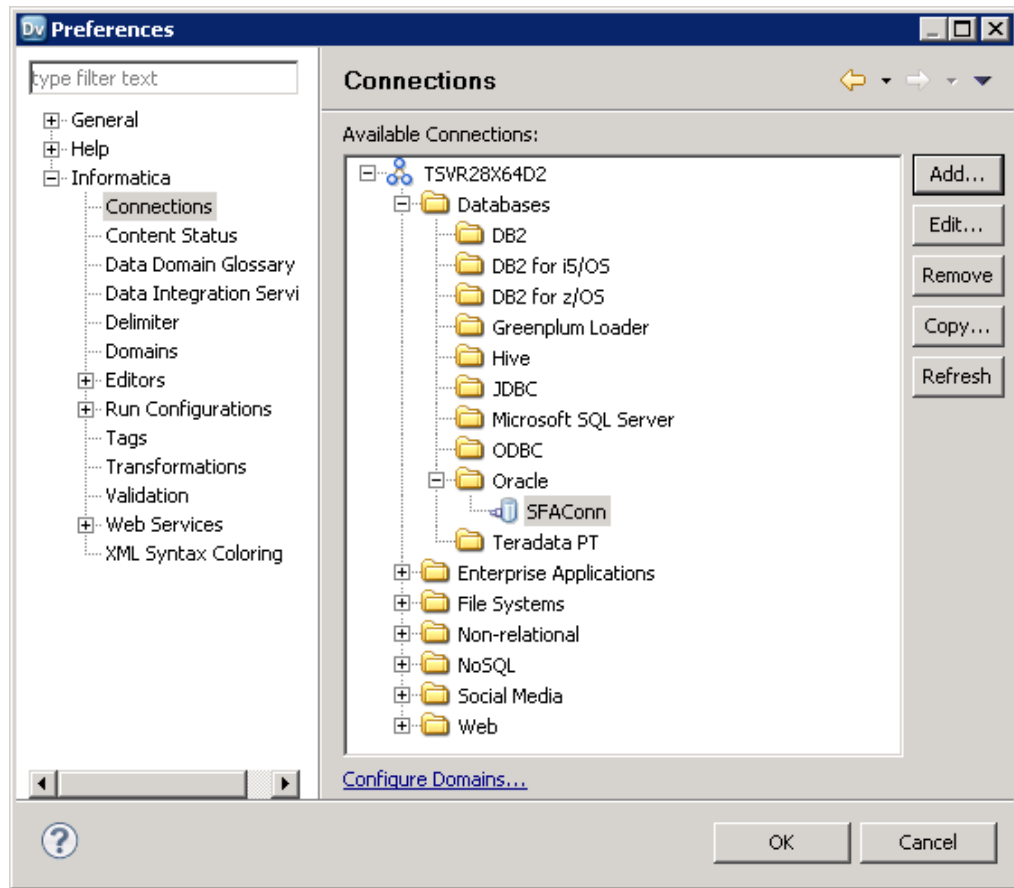 Dv Preferences
type filter text
General
Help
Informatica
Connections
Content Status
Data Domain Glossary
Data Integration Servi
Delimiter
Domains
Editors
Run Configurations
Tags
Transformations
Validation
Web Services
XML Syntax Coloring
Connections
Available Connections:
TSVR28X64D2
Databases
DB2
DB2 for i5/OS
DB2 for z/OS
Greenplum Loader
Hive
JDBC
Microsoft SQL Server
ODBC
Oracle
SFAConn
Teradata PT
Enterprise Applications
File Systems
Non-relational
NoSQL
Social Media
Web
Add...
Edit...
Remove
Copy...
Refresh
Configure Domains...
?
OK
Cancel